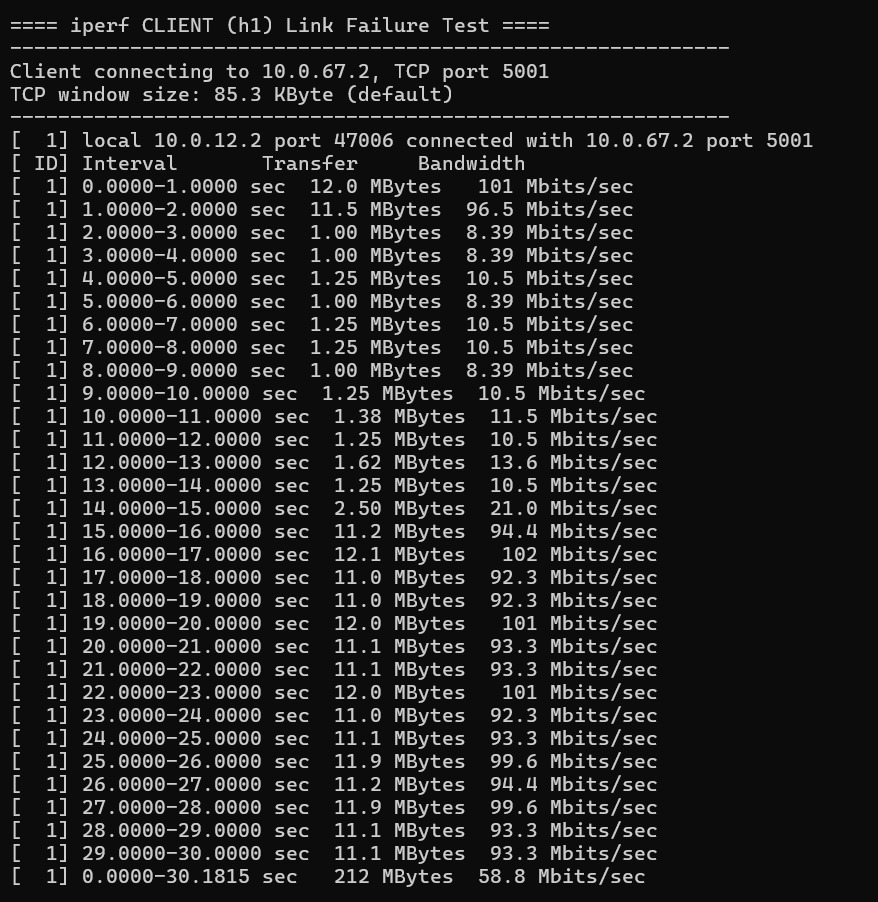 ==== iperf CLIENT (h1) Link Failure Test ====
------------------------------------------------------------
Client connecting to 10.0.67.2, TCP port 5001
TCP window size: 85.3 KByte (default)
------------------------------------------------------------
[  1] local 10.0.12.2 port 47006 connected with 10.0.67.2 port 5001
[ ID] Interval       Transfer     Bandwidth
[  1] 0.0000-1.0000 sec  12.0 MBytes   101 Mbits/sec
[  1] 1.0000-2.0000 sec  11.5 MBytes  96.5 Mbits/sec
[  1] 2.0000-3.0000 sec  1.00 MBytes  8.39 Mbits/sec
[  1] 3.0000-4.0000 sec  1.00 MBytes  8.39 Mbits/sec
[  1] 4.0000-5.0000 sec  1.25 MBytes  10.5 Mbits/sec
[  1] 5.0000-6.0000 sec  1.00 MBytes  8.39 Mbits/sec
[  1] 6.0000-7.0000 sec  1.25 MBytes  10.5 Mbits/sec
[  1] 7.0000-8.0000 sec  1.25 MBytes  10.5 Mbits/sec
[  1] 8.0000-9.0000 sec  1.00 MBytes  8.39 Mbits/sec
[  1] 9.0000-10.0000 sec  1.25 MBytes  10.5 Mbits/sec
[  1] 10.0000-11.0000 sec  1.38 MBytes  11.5 Mbits/sec
[  1] 11.0000-12.0000 sec  1.25 MBytes  10.5 Mbits/sec
[  1] 12.0000-13.0000 sec  1.62 MBytes  13.6 Mbits/sec
[  1] 13.0000-14.0000 sec  1.25 MBytes  10.5 Mbits/sec
[  1] 14.0000-15.0000 sec  2.50 MBytes  21.0 Mbits/sec
[  1] 15.0000-16.0000 sec  11.2 MBytes  94.4 Mbits/sec
[  1] 16.0000-17.0000 sec  12.1 MBytes   102 Mbits/sec
[  1] 17.0000-18.0000 sec  11.0 MBytes  92.3 Mbits/sec
[  1] 18.0000-19.0000 sec  11.0 MBytes  92.3 Mbits/sec
[  1] 19.0000-20.0000 sec  12.0 MBytes   101 Mbits/sec
[  1] 20.0000-21.0000 sec  11.1 MBytes  93.3 Mbits/sec
[  1] 21.0000-22.0000 sec  11.1 MBytes  93.3 Mbits/sec
[  1] 22.0000-23.0000 sec  12.0 MBytes   101 Mbits/sec
[  1] 23.0000-24.0000 sec  11.0 MBytes  92.3 Mbits/sec
[  1] 24.0000-25.0000 sec  11.1 MBytes  93.3 Mbits/sec
[  1] 25.0000-26.0000 sec  11.9 MBytes  99.6 Mbits/sec
[  1] 26.0000-27.0000 sec  11.2 MBytes  94.4 Mbits/sec
[  1] 27.0000-28.0000 sec  11.9 MBytes  99.6 Mbits/sec
[  1] 28.0000-29.0000 sec  11.1 MBytes  93.3 Mbits/sec
[  1] 29.0000-30.0000 sec  11.1 MBytes  93.3 Mbits/sec
[  1] 0.0000-30.1815 sec   212 MBytes  58.8 Mbits/sec